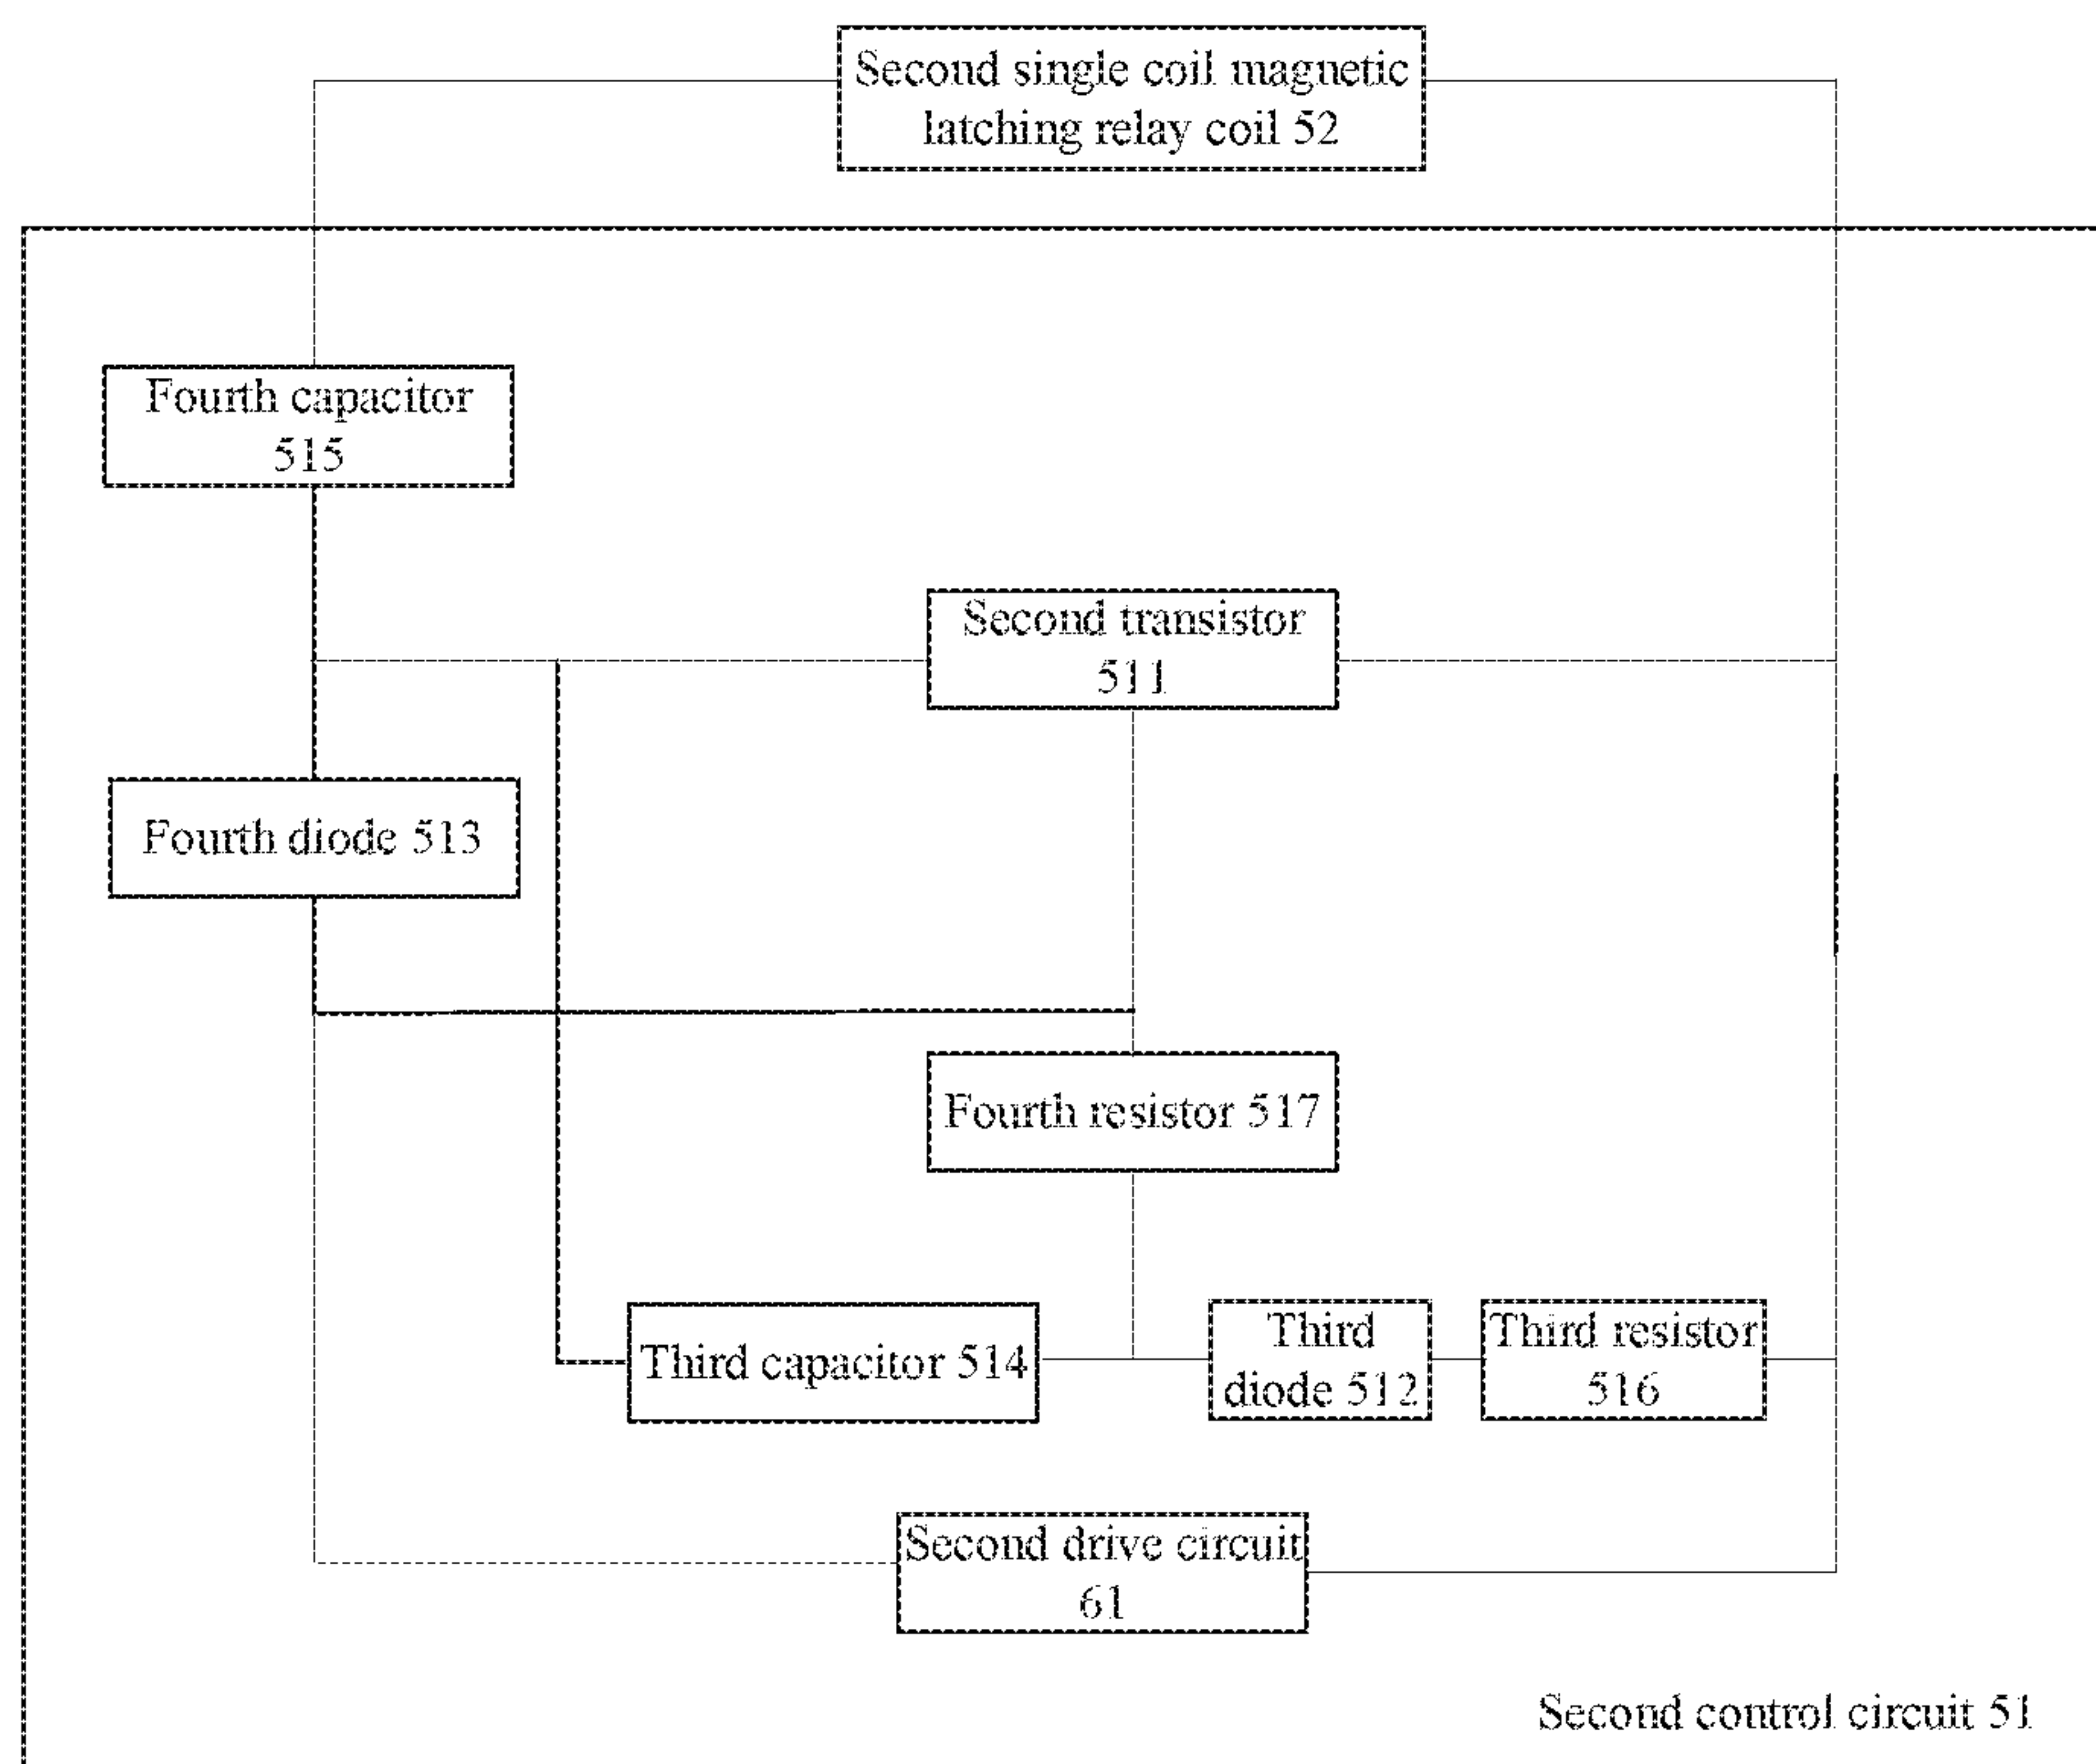 Second single coil magnetic
latching relay coil 52
Fourth capacitor
515
Second transistor
511
Fourth diode 513
Fourth resistor 517
Third capacitor 514
Third
diode 512
Third resistor
516
Second drive circuit
61
Second control circuit 51